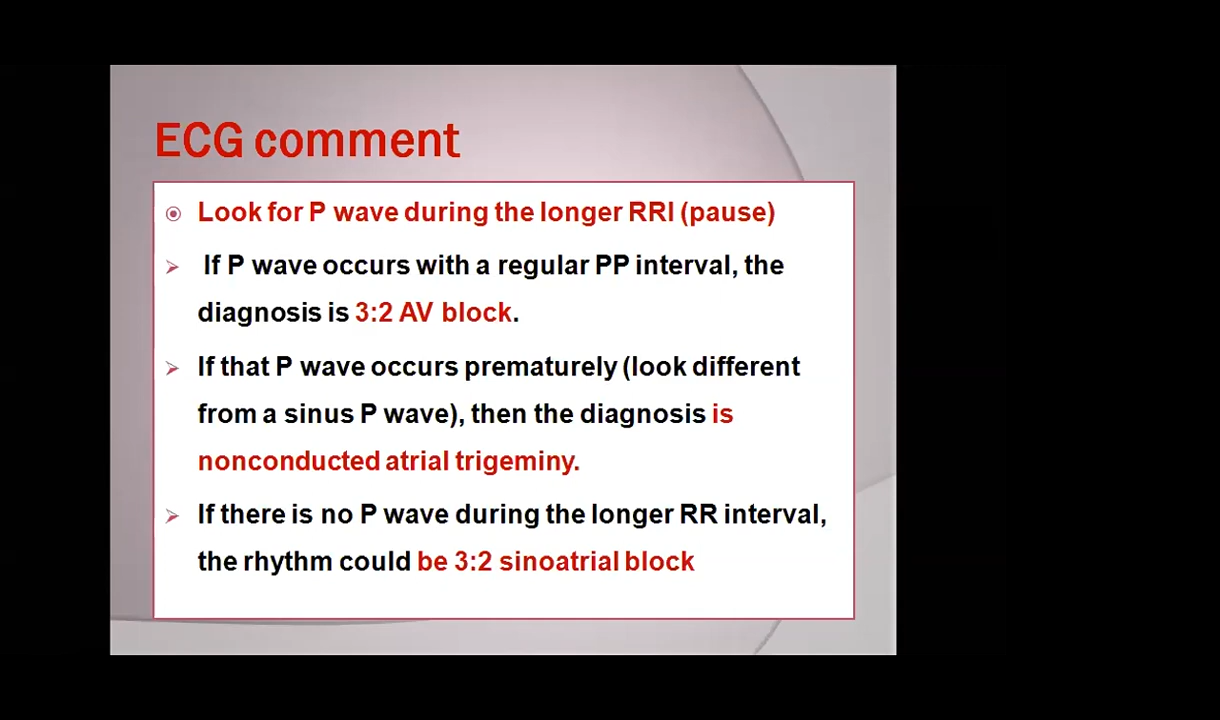 ECG comment
Look for P wave during the longer RRI (pause)
If P wave occurs with a regular PP interval, the
diagnosis is 3:2 AV block.
If that P wave occurs prematurely (look different
from a sinus P wave), then the diagnosis is
nonconducted atrial trigeminy.
If there is no P wave during the longer RR interval,
the rhythm could be 3:2 sinoatrial block